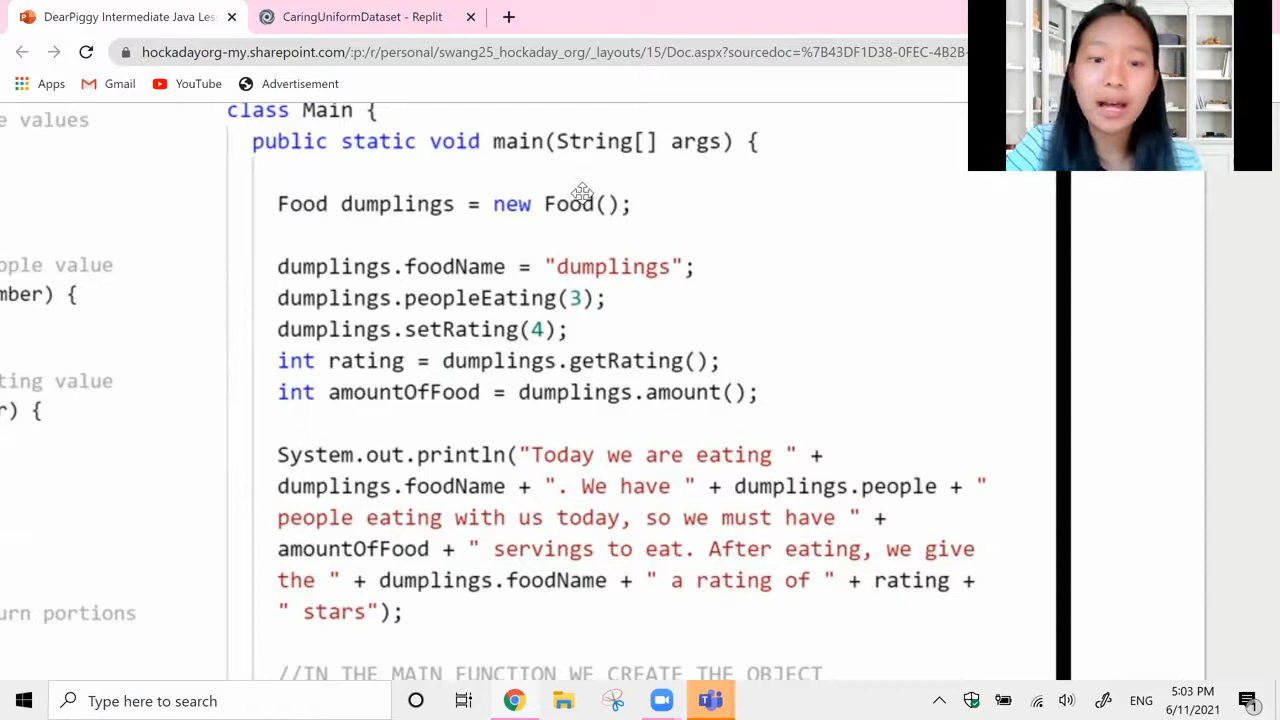 DearPiggy Intermediate Java Les
CaringUniformDataset - Replit
hockadayorg-my.sharepoint.com/:p:/r/personal/swang25_hockaday_org/_layouts/15/Doc.aspx?sourcedoc=%7B43DF1D38-0FEC-4B2B-
Apps
Gmail
YouTube
Advertisement
e values
ople value
mber) {
ting value
r) {
urn portions
class Main {
public static void main(String[] args) {
Food dumplings = new Food();
dumplings.foodName = "dumplings";
dumplings.peopleEating(3);
dumplings.setRating(4);
int rating = dumplings.getRating();
int amountOfFood = dumplings.amount();
System.out.println("Today we are eating " +
dumplings.foodName + ". We have " + dumplings.people + "
people eating with us today, so we must have " +
amountOfFood + " servings to eat. After eating, we give
the " + dumplings.foodName + " a rating of " + rating +
" stars");
//IN THE MAIN FUNCTION WE CREATE THE OBJECT
Type here to search
ENG
5:03 PM
6/11/2021